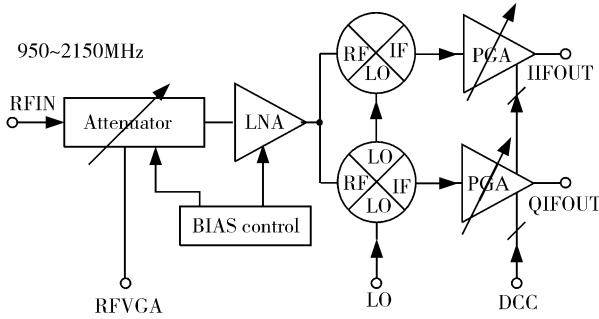 950~2150MHz
RFIN
Attenuator
LNA
RF
IF
LO
PGA
IIFOUT
LO
RF
IF
LO
PGA
QIFOUT
BIAS control
RFVGA
LO
DCC